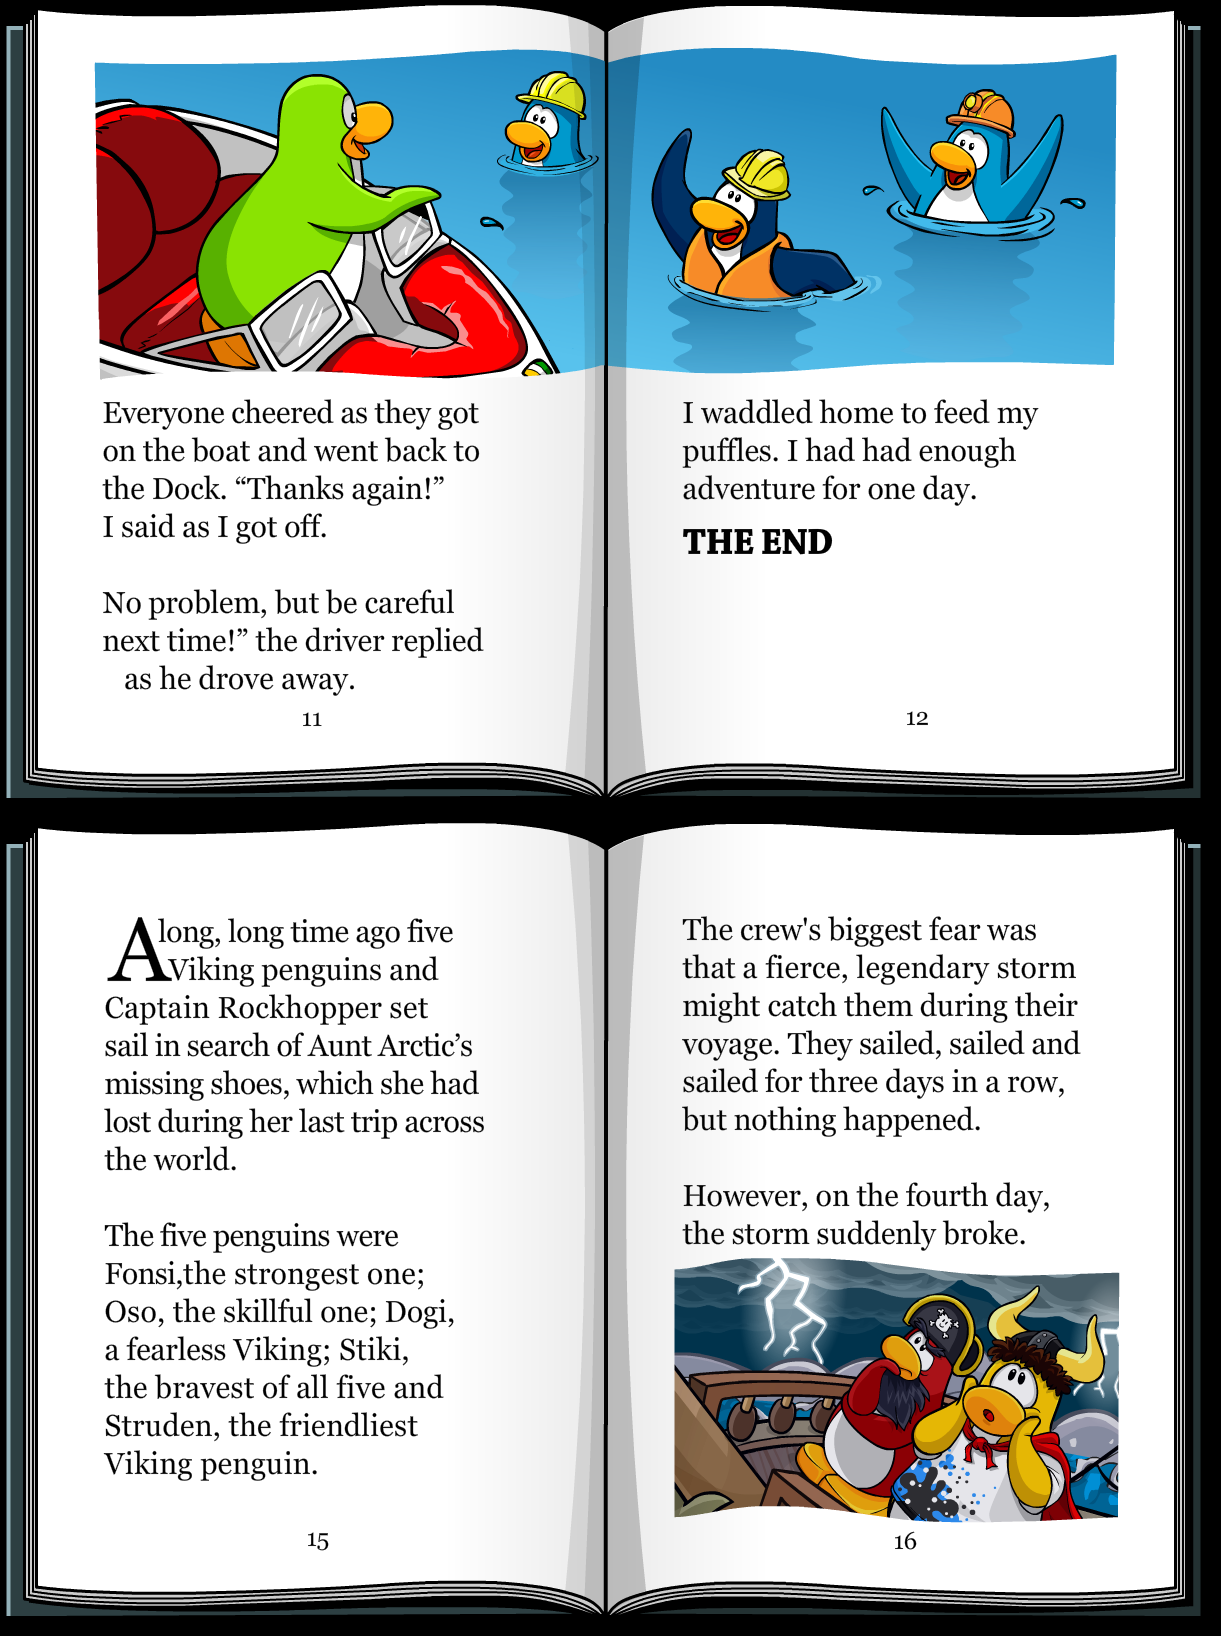 Everyone cheered as they got
on the boat and went back to
the Dock. “Thanks again!”
I said as I got off.
No problem, but be careful
next time!” the driver replied
as he drove away.
11
I waddled home to feed my
puffles. I had had enough
adventure for one day.
THE END
12
Along, long time ago five
Viking penguins and
Captain Rockhopper set
sail in search of Aunt Arctic’s
missing shoes, which she had
lost during her last trip across
the world.
The five penguins were
Fonsi,the strongest one;
Oso, the skillful one; Dogi,
a fearless Viking; Stiki,
the bravest of all five and
Struden, the friendliest
Viking penguin.
15
The crew's biggest fear was
that a fierce, legendary storm
might catch them during their
voyage. They sailed, sailed and
sailed for three days in a row,
but nothing happened.
However, on the fourth day,
the storm suddenly broke.
16